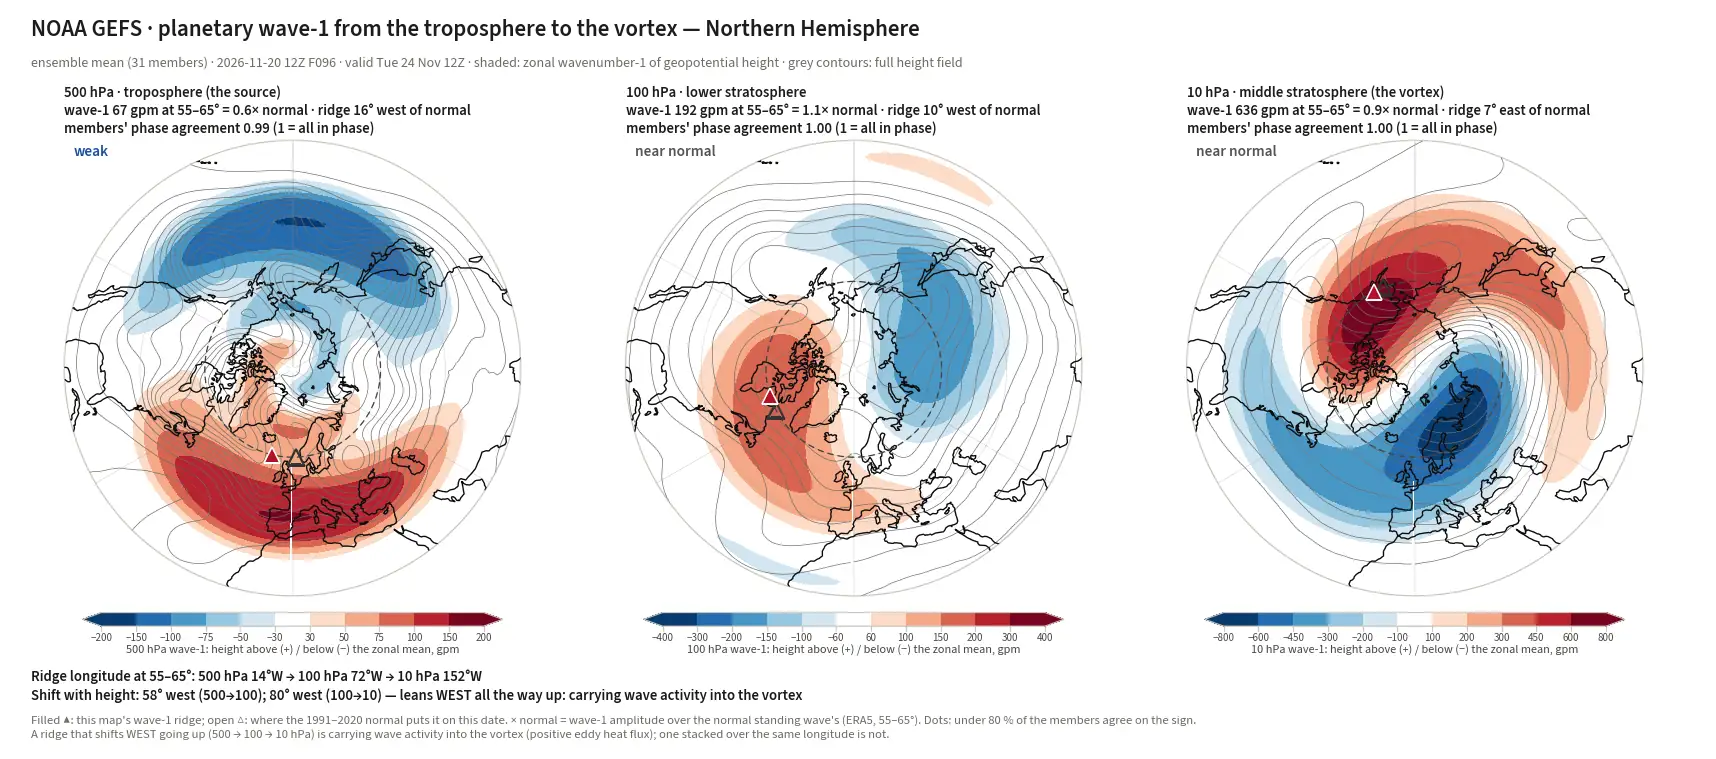 NOAA GEFS · planetary wave-1 from the troposphere to the vortex — Northern Hemisphere
ensemble mean (31 members) · 2026-11-20 12Z F096 · valid Tue 24 Nov 12Z · shaded: zonal wavenumber-1 of geopotential height · grey contours: full height field
500 hPa · troposphere (the source)
wave-1 67 gpm at 55–65° = 0.6× normal · ridge 16° west of normal
members' phase agreement 0.99 (1 = all in phase)
weak
100 hPa · lower stratosphere
wave-1 192 gpm at 55–65° = 1.1× normal · ridge 10° west of normal
members' phase agreement 1.00 (1 = all in phase)
near normal
10 hPa · middle stratosphere (the vortex)
wave-1 636 gpm at 55–65° = 0.9× normal · ridge 7° east of normal
members' phase agreement 1.00 (1 = all in phase)
near normal
−200 −150 −100 −75 −50 −30 30 50 75 100 150 200
500 hPa wave-1: height above (+) / below (−) the zonal mean, gpm
−400 −300 −200 −150 −100 −60 60 100 150 200 300 400
100 hPa wave-1: height above (+) / below (−) the zonal mean, gpm
−800 −600 −450 −300 −200 −100 100 200 300 450 600 800
10 hPa wave-1: height above (+) / below (−) the zonal mean, gpm
Ridge longitude at 55–65°: 500 hPa 14°W → 100 hPa 72°W → 10 hPa 152°W
Shift with height: 58° west (500→100); 80° west (100→10) — leans WEST all the way up: carrying wave activity into the vortex
Filled ▲: this map's wave-1 ridge; open △: where the 1991–2020 normal puts it on this date. × normal = wave-1 amplitude over the normal standing wave's (ERA5, 55–65°). Dots: under 80 % of the members agree on the sign.
A ridge that shifts WEST going up (500 → 100 → 10 hPa) is carrying wave activity into the vortex (positive eddy heat flux); one stacked over the same longitude is not.